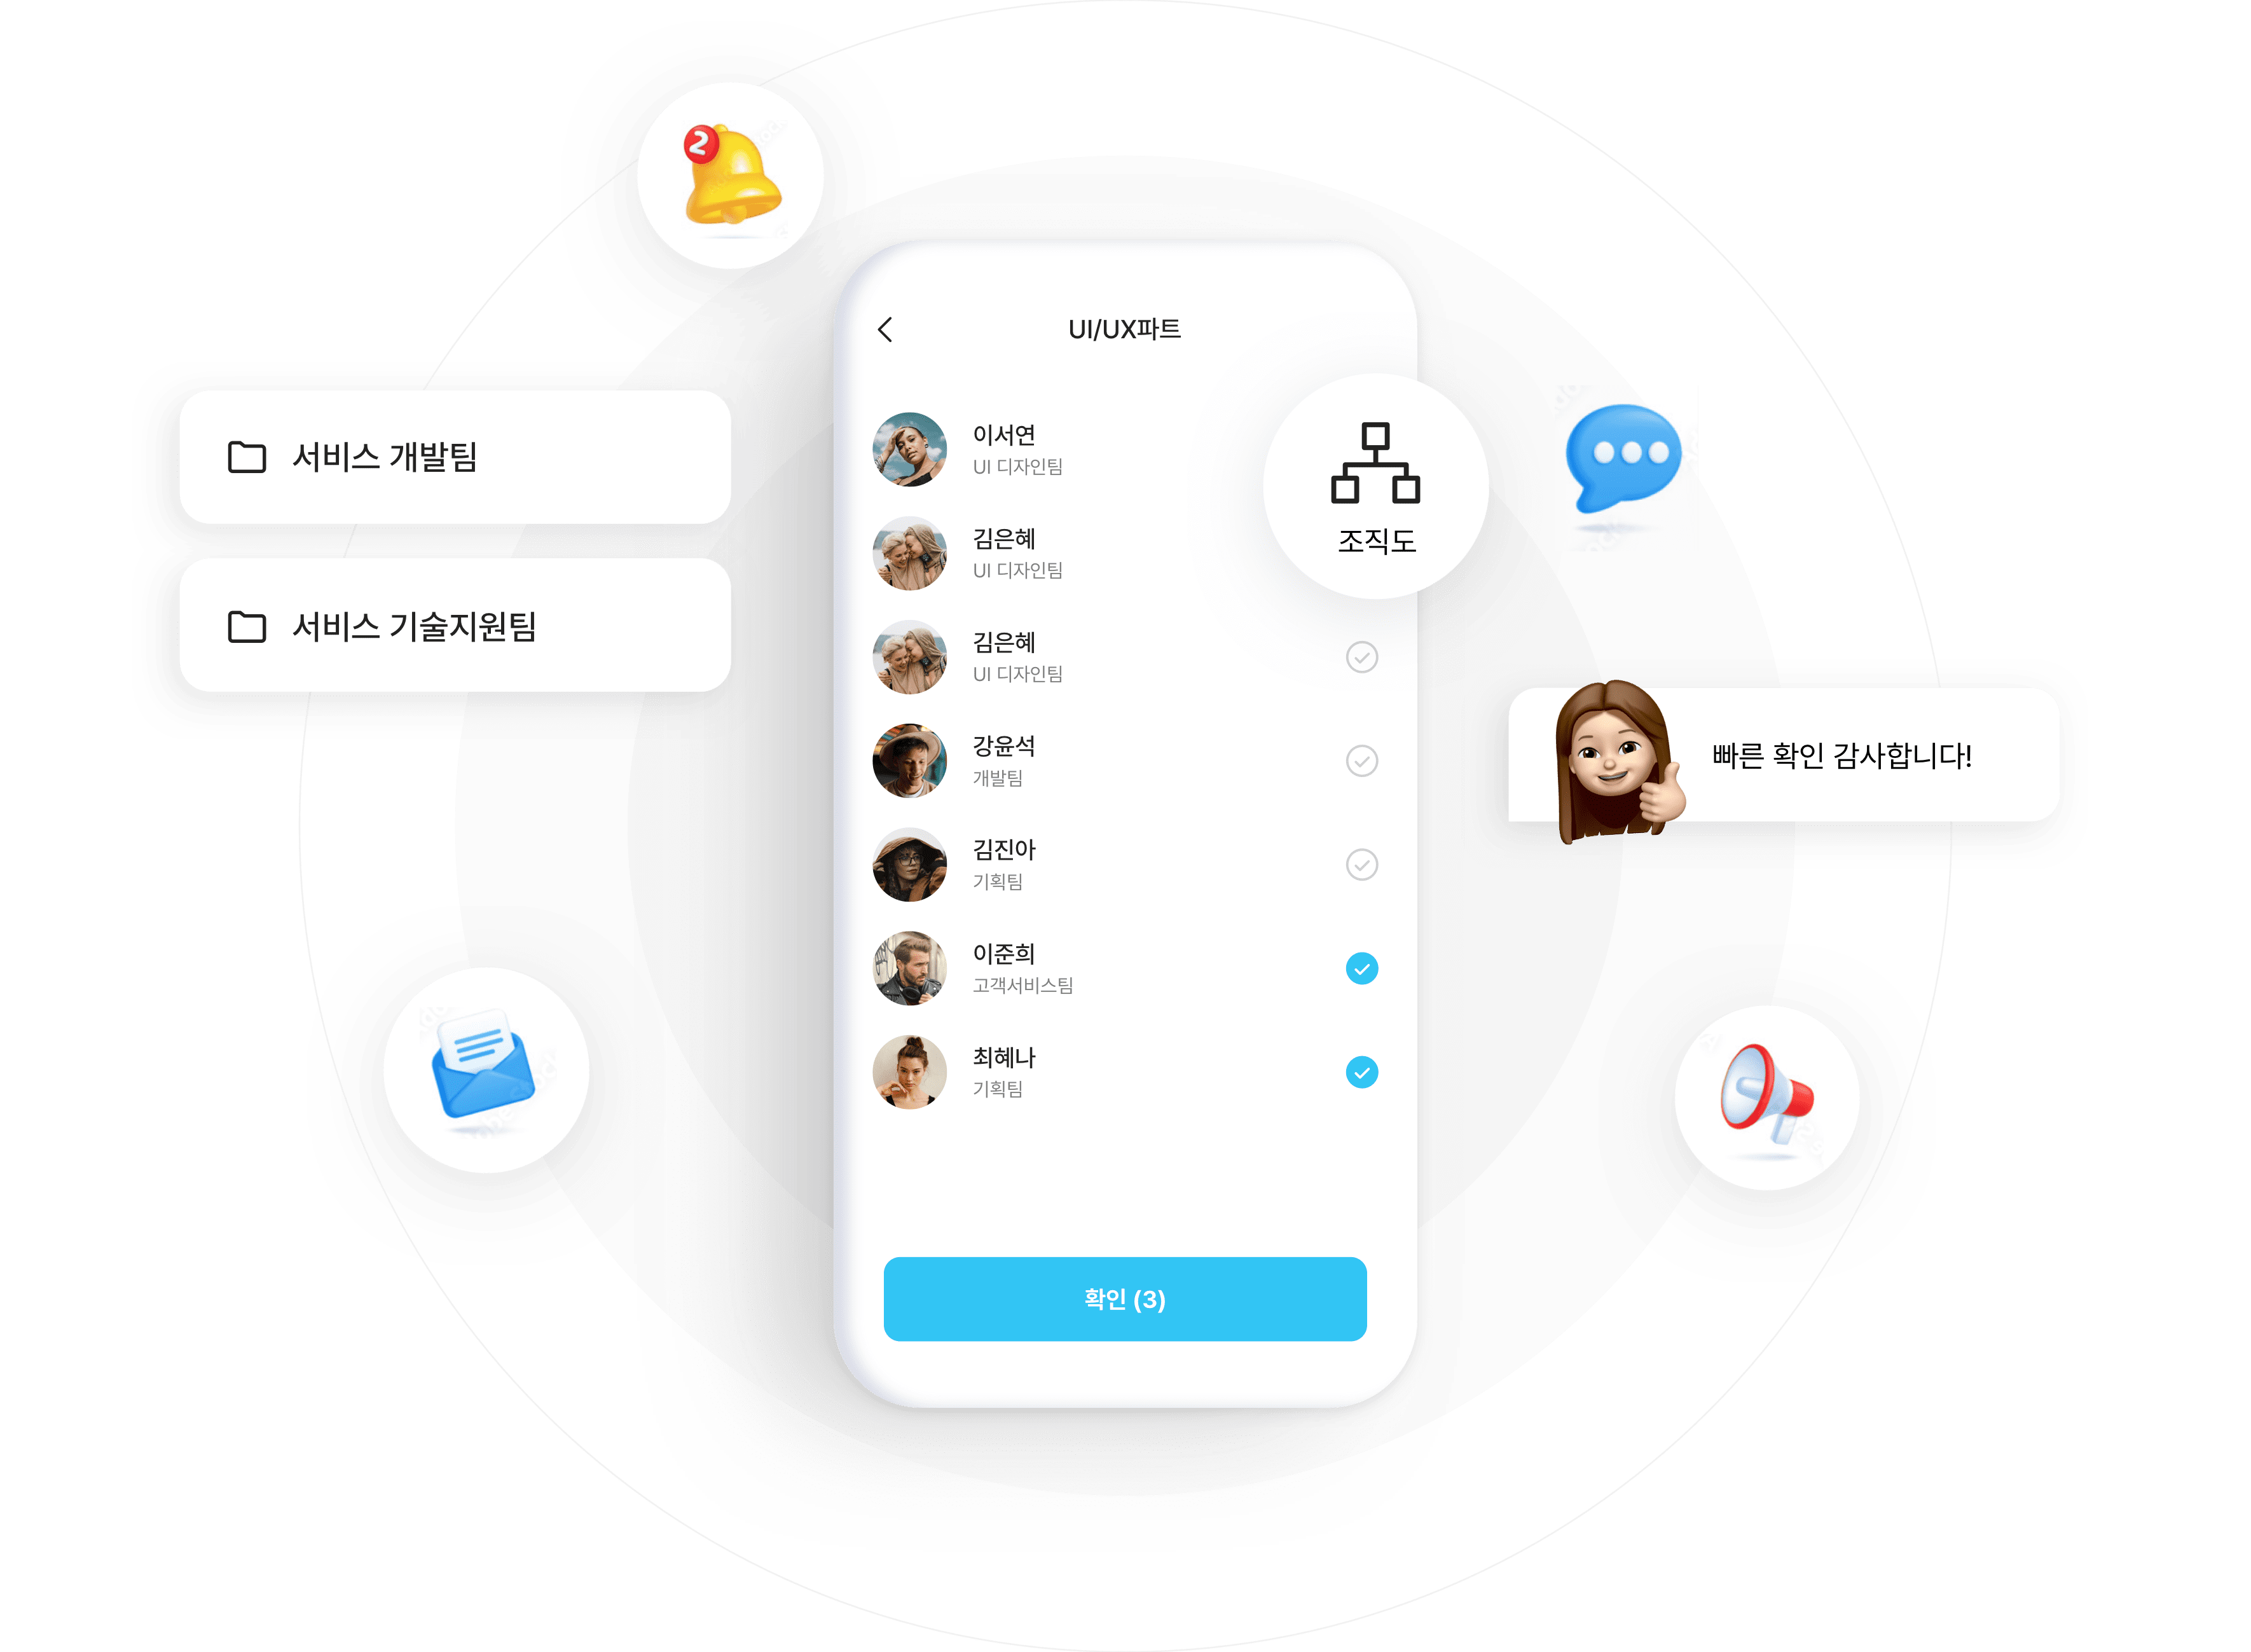 2
UI/UX파트
서비스 개발팀
서비스 기술지원팀
이서연
UI 디자인팀
김은혜
UI 디자인팀
김은혜
UI 디자인팀
강윤석
개발팀
김진아
기획팀
이준희
고객서비스팀
최혜나
기획팀
확인 (3)
조직도
빠른 확인 감사합니다!